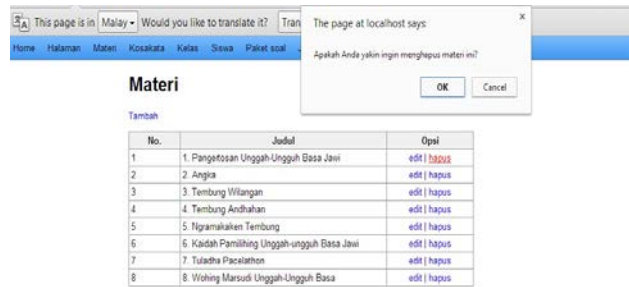 This page is in Malay Would you like to translate it? Tran
The page at localhost says:
x
Apakah Anda yakin ingin menghapus materi ini?
OK Cancel
Home Halaman Materi Kosakata Kelas Siswa Paket soal
Materi
Tambah
No. Judul Opsi
1 1. Pangertosan Unggah-Ungguh Basa Jawi edit | hapus
2 2. Angka edit | hapus
3 3. Tembung Wilangan edit | hapus
4 4. Tembung Andhahan edit | hapus
5 5. Ngramakaken Tembung edit | hapus
6 6. Kaidah Pamilihing Unggah-ungguh Basa Jawi edit | hapus
7 7. Tuladha Pacelathon edit | hapus
8 8. Wohing Marsudi Unggah-Ungguh Basa edit | hapus